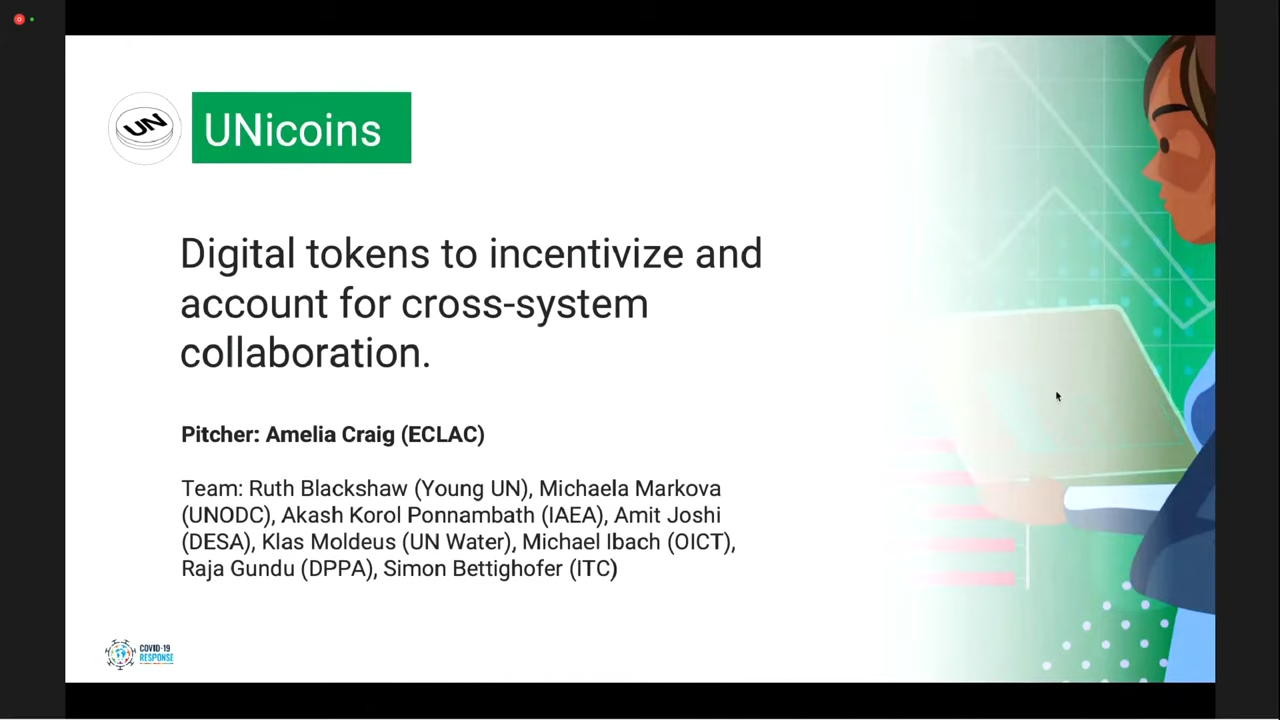 UN
UNicoins
Digital tokens to incentivize and
account for cross-system
collaboration.
Pitcher: Amelia Craig (ECLAC)
Team: Ruth Blackshaw (Young UN), Michaela Markova
(UNODC), Akash Korol Ponnambath (IAEA), Amit Joshi
(DESA), Klas Moldeus (UN Water), Michael Ibach (OICT),
Raja Gundu (DPPA), Simon Bettighofer (ITC)
COVID-19
RESPONSE